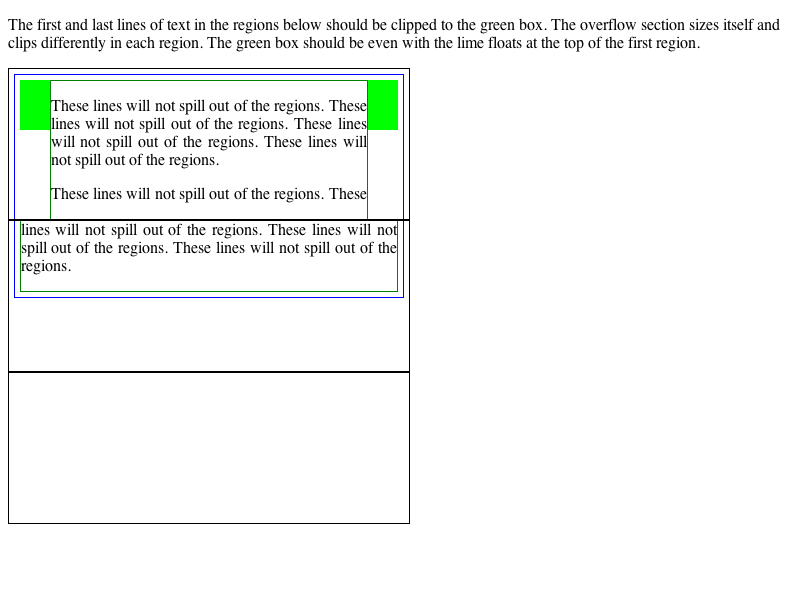 The first and last lines of text in the regions below should be clipped to the green box. The overflow section sizes itself and
clips differently in each region. The green box should be even with the lime floats at the top of the first region.
These lines will not spill out of the regions. These
lines will not spill out of the regions. These lines
will not spill out of the regions. These lines will
not spill out of the regions.
These lines will not spill out of the regions. These
lines will not spill out of the regions. These lines will not
spill out of the regions. These lines will not spill out of the
regions.